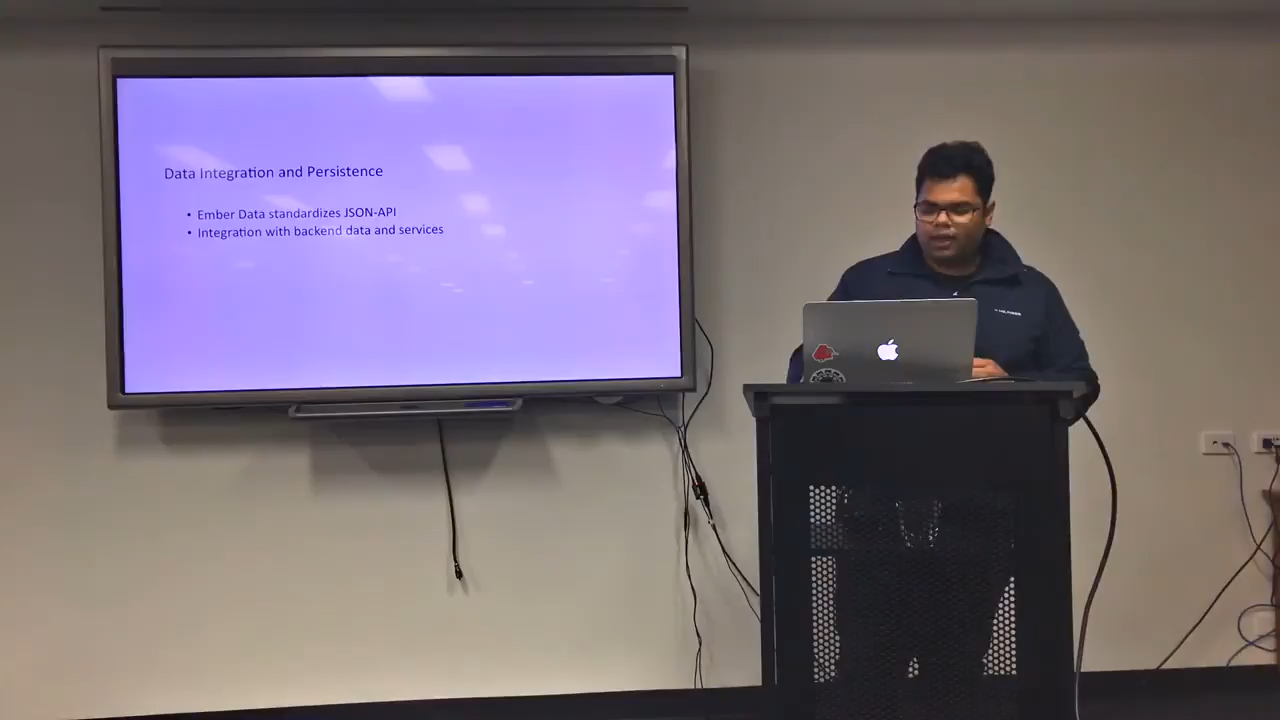 Data Integration and Persistence
• Ember Data standardizes JSON-API
• Integration with backend data and services